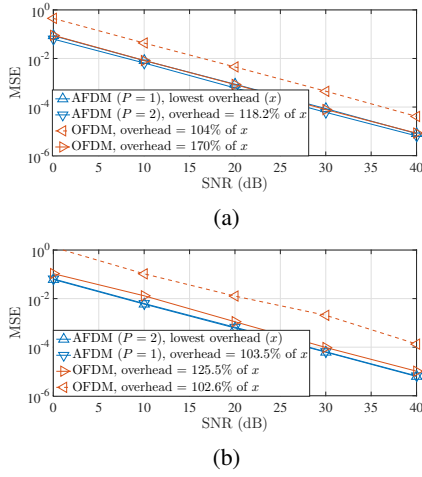 10^0
10^-2
10^-4
10^-6
MSE
AFDM (P = 1), lowest overhead (x)
AFDM (P = 2), overhead = 118.2% of x
OFDM, overhead = 104% of x
OFDM, overhead = 170% of x
0 5 10 15 20 25 30 35 40
SNR (dB)
(a)
10^0
10^-2
10^-4
10^-6
MSE
AFDM (P = 2), lowest overhead (x)
AFDM (P = 1), overhead = 103.5% of x
OFDM, overhead = 125.5% of x
OFDM, overhead = 102.6% of x
0 5 10 15 20 25 30 35 40
SNR (dB)
(b)